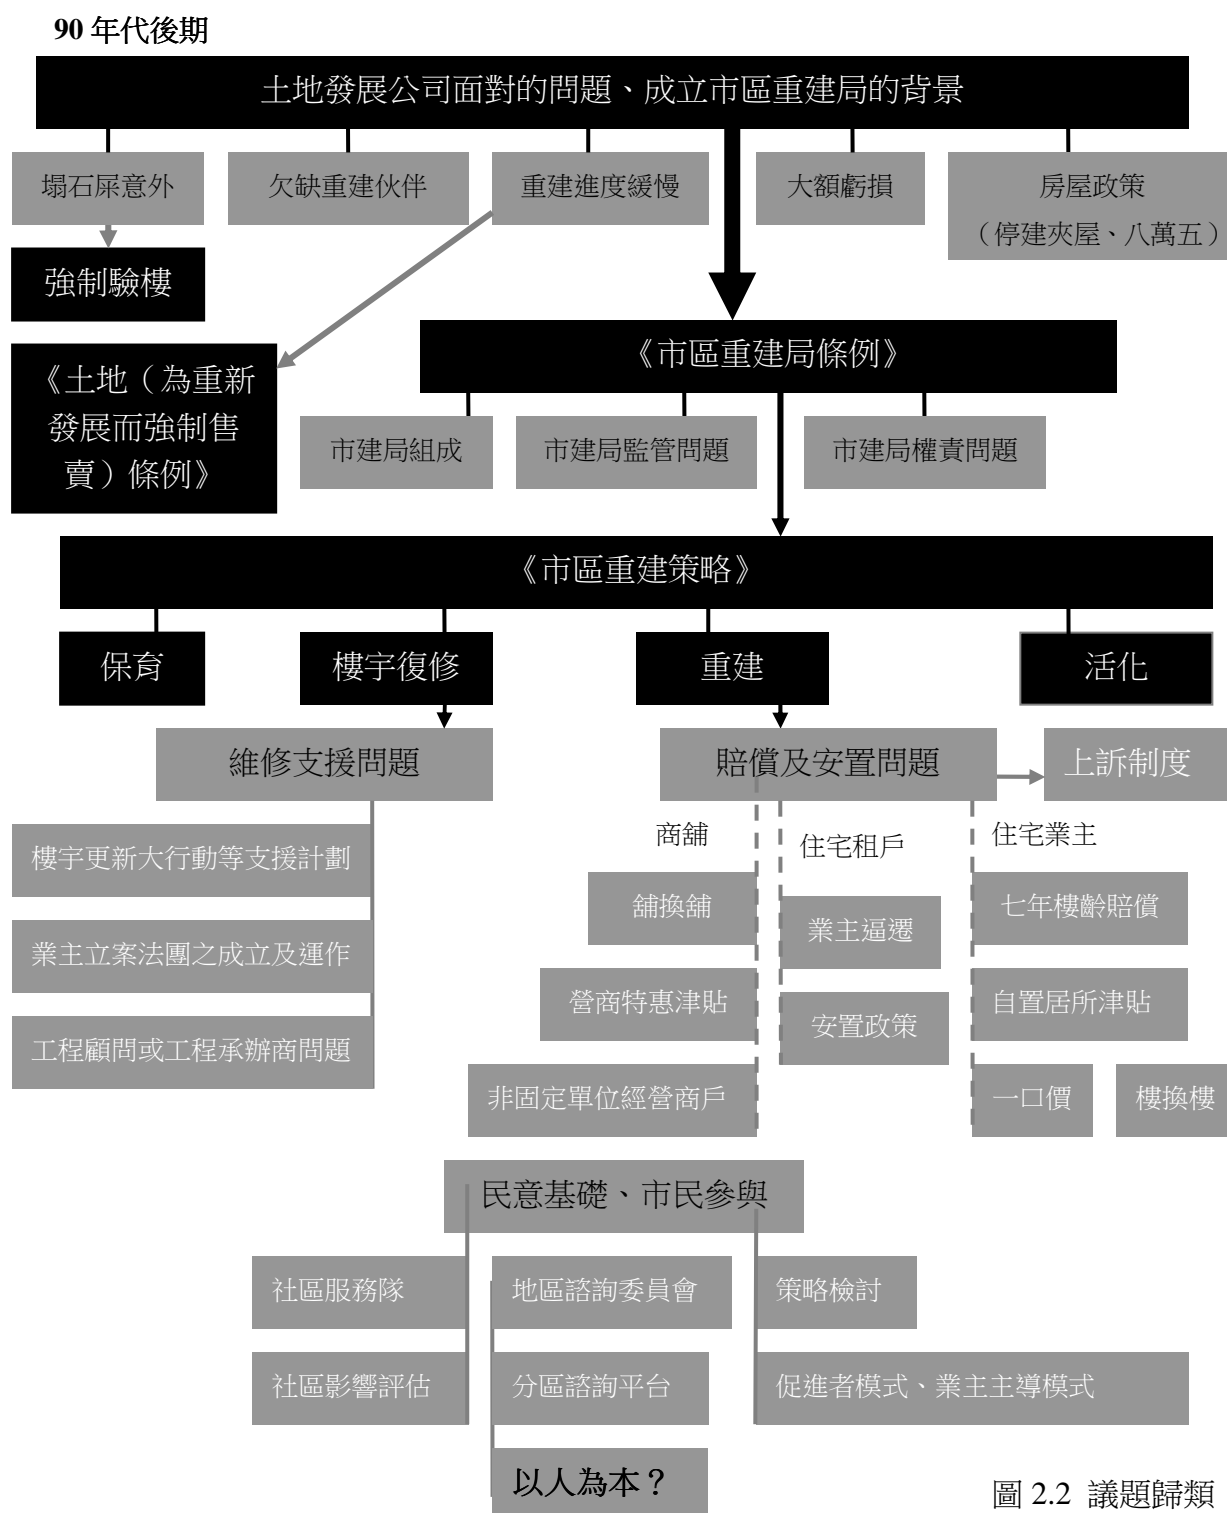 90 年代後期
土地發展公司面對的問題、成立市區重建局的背景
塌石屎意外
欠缺重建伙伴
重建進度緩慢
大額虧損
房屋政策
（停建夾屋、八萬五）
強制驗樓
《土地（為重新
發展而強制售
賣）條例》
《市區重建局條例》
市建局組成
市建局監管問題
市建局權責問題
《市區重建策略》
保育
樓宇復修
重建
活化
維修支援問題
賠償及安置問題
上訴制度
樓宇更新大行動等支援計劃
業主立案法團之成立及運作
工程顧問或工程承辦商問題
商舖
住宅租戶
住宅業主
舖換舖
業主逼遷
七年樓齡賠償
營商特惠津貼
安置政策
自置居所津貼
非固定單位經營商戶
一口價
樓換樓
民意基礎、市民參與
社區服務隊
地區諮詢委員會
策略檢討
社區影響評估
分區諮詢平台
促進者模式、業主主導模式
以人為本？
圖 2.2 議題歸類